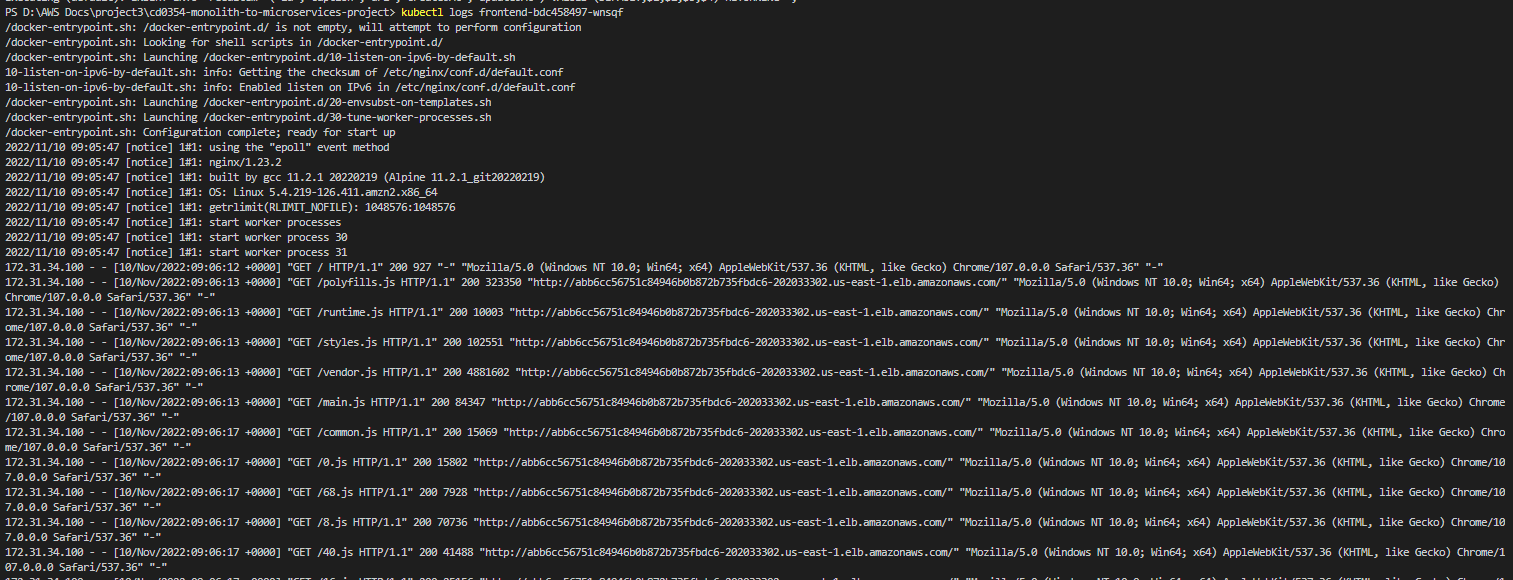 PS D:\AWS Docs\project3\cd0354-monolith-to-microservices-project> kubectl logs frontend-bdc458497-wnsqf
/docker-entrypoint.sh: /docker-entrypoint.d/ is not empty, will attempt to perform configuration
/docker-entrypoint.sh: Looking for shell scripts in /docker-entrypoint.d/
/docker-entrypoint.sh: Launching /docker-entrypoint.d/10-listen-on-ipv6-by-default.sh
10-listen-on-ipv6-by-default.sh: info: Getting the checksum of /etc/nginx/conf.d/default.conf
10-listen-on-ipv6-by-default.sh: info: Enabled listen on IPv6 in /etc/nginx/conf.d/default.conf
/docker-entrypoint.sh: Launching /docker-entrypoint.d/20-envsubst-on-templates.sh
/docker-entrypoint.sh: Launching /docker-entrypoint.d/30-tune-worker-processes.sh
/docker-entrypoint.sh: Configuration complete; ready for start up
2022/11/10 09:05:47 [notice] 1#1: using the "epoll" event method
2022/11/10 09:05:47 [notice] 1#1: nginx/1.23.2
2022/11/10 09:05:47 [notice] 1#1: built by gcc 11.2.1 20220219 (Alpine 11.2.1_git20220219)
2022/11/10 09:05:47 [notice] 1#1: OS: Linux 5.4.219-126.411.amzn2.x86_64
2022/11/10 09:05:47 [notice] 1#1: getrlimit(RLIMIT_NOFILE): 1048576:1048576
2022/11/10 09:05:47 [notice] 1#1: start worker processes
2022/11/10 09:05:47 [notice] 1#1: start worker process 30
2022/11/10 09:05:47 [notice] 1#1: start worker process 31
172.31.34.100 - - [10/Nov/2022:09:06:12 +0000] "GET / HTTP/1.1" 200 927 "-" "Mozilla/5.0 (Windows NT 10.0; Win64; x64) AppleWebKit/537.36 (KHTML, like Gecko) Chrome/107.0.0.0 Safari/537.36" "-"
172.31.34.100 - - [10/Nov/2022:09:06:13 +0000] "GET /polyfills.js HTTP/1.1" 200 323350 "http://abb6cc56751c84946b0b872b735fbdc6-202033302.us-east-1.elb.amazonaws.com/" "Mozilla/5.0 (Windows NT 10.0; Win64; x64) AppleWebKit/537.36 (KHTML, like Gecko)
Chrome/107.0.0.0 Safari/537.36" "-"
172.31.34.100 - - [10/Nov/2022:09:06:13 +0000] "GET /runtime.js HTTP/1.1" 200 10003 "http://abb6cc56751c84946b0b872b735fbdc6-202033302.us-east-1.elb.amazonaws.com/" "Mozilla/5.0 (Windows NT 10.0; Win64; x64) AppleWebKit/537.36 (KHTML, like Gecko) Chr
ome/107.0.0.0 Safari/537.36" "-"
172.31.34.100 - - [10/Nov/2022:09:06:13 +0000] "GET /styles.js HTTP/1.1" 200 102551 "http://abb6cc56751c84946b0b872b735fbdc6-202033302.us-east-1.elb.amazonaws.com/" "Mozilla/5.0 (Windows NT 10.0; Win64; x64) AppleWebKit/537.36 (KHTML, like Gecko) Chr
ome/107.0.0.0 Safari/537.36" "-"
172.31.34.100 - - [10/Nov/2022:09:06:13 +0000] "GET /vendor.js HTTP/1.1" 200 4881602 "http://abb6cc56751c84946b0b872b735fbdc6-202033302.us-east-1.elb.amazonaws.com/" "Mozilla/5.0 (Windows NT 10.0; Win64; x64) AppleWebKit/537.36 (KHTML, like Gecko) Ch
rome/107.0.0.0 Safari/537.36" "-"
172.31.34.100 - - [10/Nov/2022:09:06:13 +0000] "GET /main.js HTTP/1.1" 200 84347 "http://abb6cc56751c84946b0b872b735fbdc6-202033302.us-east-1.elb.amazonaws.com/" "Mozilla/5.0 (Windows NT 10.0; Win64; x64) AppleWebKit/537.36 (KHTML, like Gecko) Chrome
/107.0.0.0 Safari/537.36" "-"
172.31.34.100 - - [10/Nov/2022:09:06:17 +0000] "GET /common.js HTTP/1.1" 200 15069 "http://abb6cc56751c84946b0b872b735fbdc6-202033302.us-east-1.elb.amazonaws.com/" "Mozilla/5.0 (Windows NT 10.0; Win64; x64) AppleWebKit/537.36 (KHTML, like Gecko) Chro
me/107.0.0.0 Safari/537.36" "-"
172.31.34.100 - - [10/Nov/2022:09:06:17 +0000] "GET /0.js HTTP/1.1" 200 15802 "http://abb6cc56751c84946b0b872b735fbdc6-202033302.us-east-1.elb.amazonaws.com/" "Mozilla/5.0 (Windows NT 10.0; Win64; x64) AppleWebKit/537.36 (KHTML, like Gecko) Chrome/10
7.0.0.0 Safari/537.36" "-"
172.31.34.100 - - [10/Nov/2022:09:06:17 +0000] "GET /68.js HTTP/1.1" 200 7928 "http://abb6cc56751c84946b0b872b735fbdc6-202033302.us-east-1.elb.amazonaws.com/" "Mozilla/5.0 (Windows NT 10.0; Win64; x64) AppleWebKit/537.36 (KHTML, like Gecko) Chrome/10
7.0.0.0 Safari/537.36" "-"
172.31.34.100 - - [10/Nov/2022:09:06:17 +0000] "GET /8.js HTTP/1.1" 200 70736 "http://abb6cc56751c84946b0b872b735fbdc6-202033302.us-east-1.elb.amazonaws.com/" "Mozilla/5.0 (Windows NT 10.0; Win64; x64) AppleWebKit/537.36 (KHTML, like Gecko) Chrome/10
7.0.0.0 Safari/537.36" "-"
172.31.34.100 - - [10/Nov/2022:09:06:17 +0000] "GET /40.js HTTP/1.1" 200 41488 "http://abb6cc56751c84946b0b872b735fbdc6-202033302.us-east-1.elb.amazonaws.com/" "Mozilla/5.0 (Windows NT 10.0; Win64; x64) AppleWebKit/537.36 (KHTML, like Gecko) Chrome/1
07.0.0.0 Safari/537.36" "-"